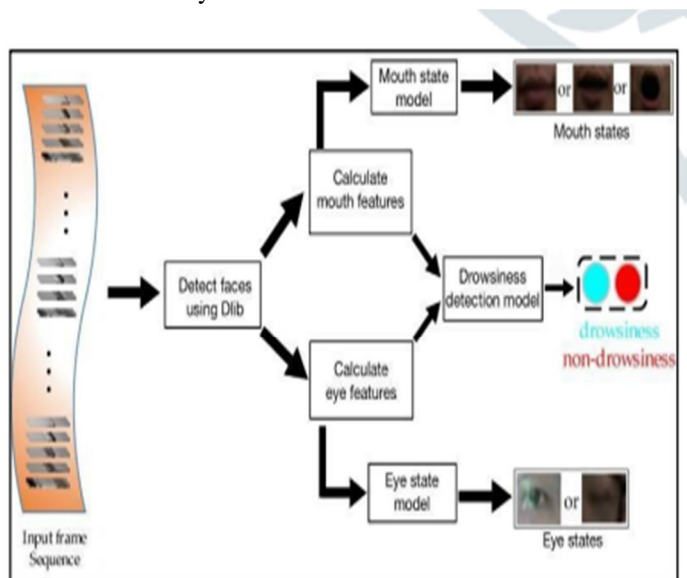 Mouth state
model
or
or
Mouth states
Calculate
mouth features
Detect faces
using Dlib
Drowsiness
detection model
drowsiness
non-drowsiness
Calculate
eye features
Eye state
model
or
Eye states
Input frame
Sequence